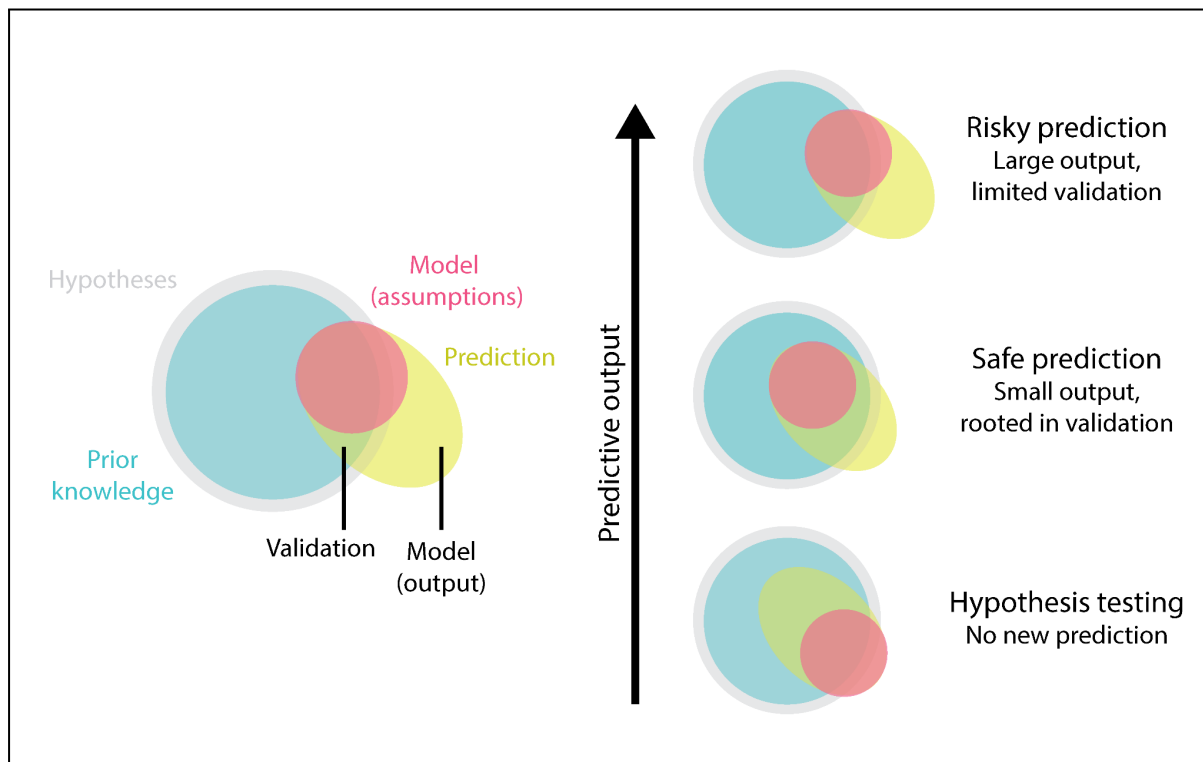 Hypotheses
Model
(assumptions)
Prediction
Prior
knowledge
Validation
Model
(output)
Predictive output
Risky prediction
Large output,
limited validation
Safe prediction
Small output,
rooted in validation
Hypothesis testing
No new prediction